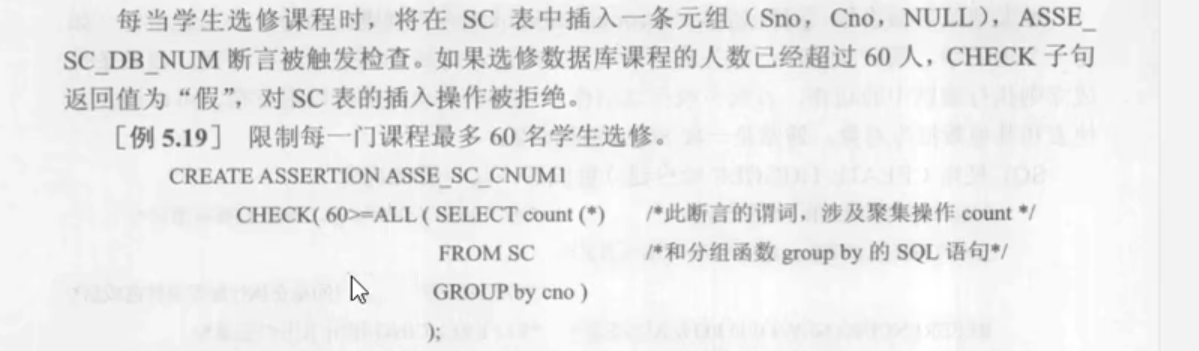 每当学生选修课程时，将在 SC 表中插入一条元组（Sno，Cno，NULL），ASSE_
SC_DB_NUM 断言被触发检查。如果选修数据库课程的人数已经超过 60 人，CHECK 子句
返回值为“假”，对 SC 表的插入操作被拒绝。
［例 5.19］ 限制每一门课程最多 60 名学生选修。
CREATE ASSERTION ASSE_SC_CNUM1
CHECK( 60>=ALL ( SELECT count (*) /*此断言的谓词，涉及聚集操作 count */
FROM SC /*和分组函数 group by 的 SQL 语句*/
GROUP by cno )
);